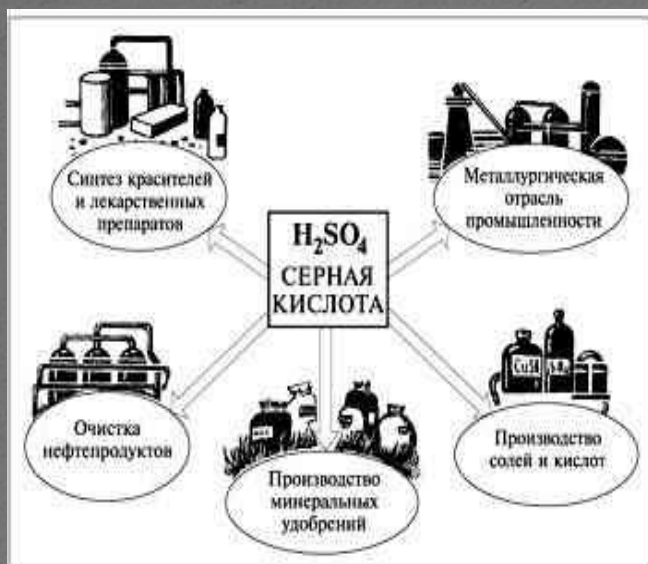 Синтез красителей
и лекарственных
препаратов
Металлургическая
отрасль
промышленности
H₂SO₄
СЕРНАЯ
КИСЛОТА
Очистка
нефтепродуктов
Производство
минеральных
удобрений
Производство
солей и кислот